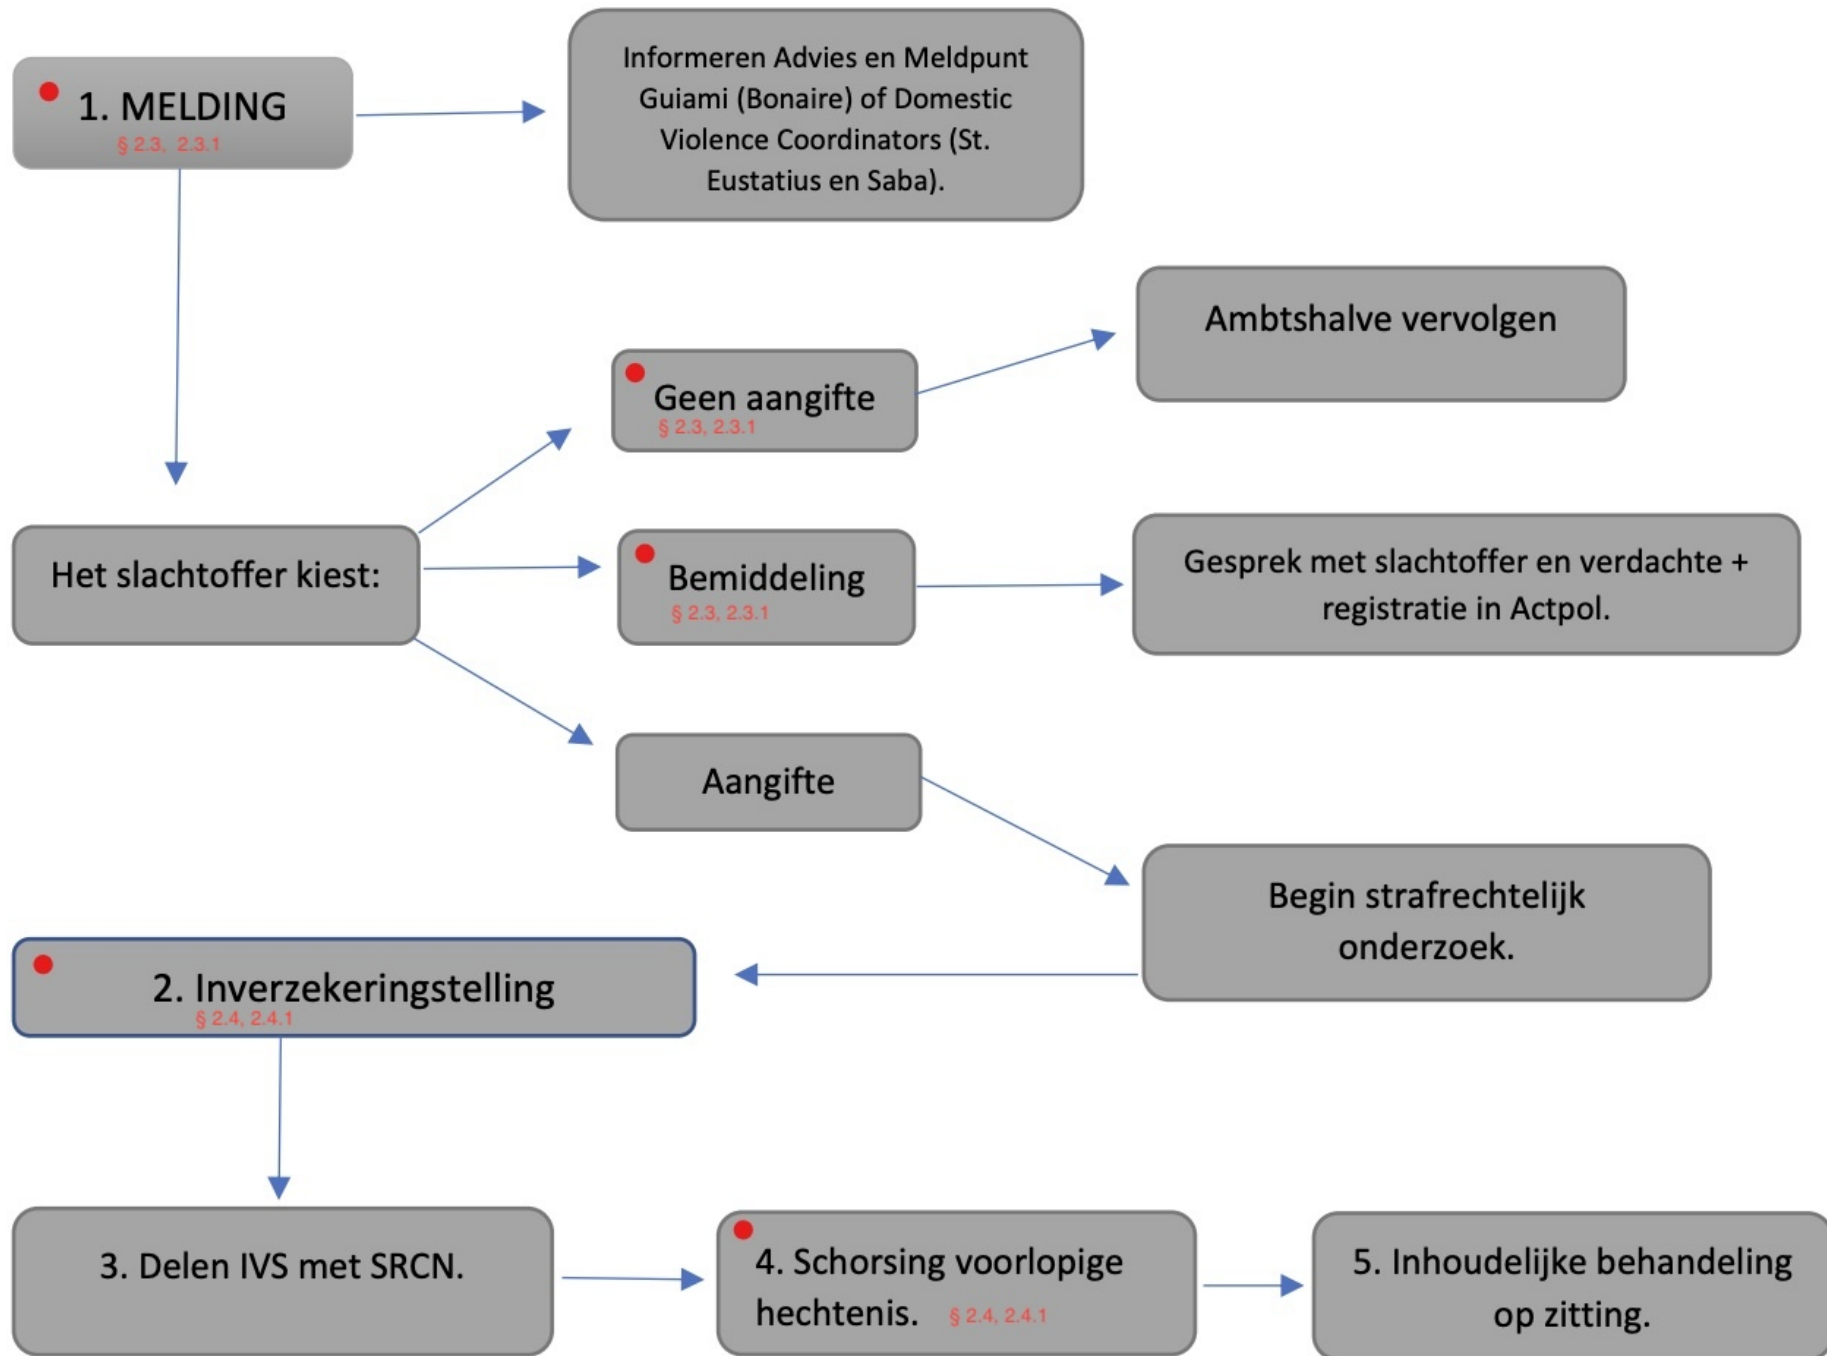 1. MELDING
§ 2.3, 2.3.1
Informeren Advies en Meldpunt
Guiami (Bonaire) of Domestic
Violence Coordinators (St.
Eustatius en Saba).
Ambtshalve vervolgen
Geen aangifte
§ 2.3, 2.3.1
Het slachtoffer kiest:
Bemiddeling
§ 2.3, 2.3.1
Gesprek met slachtoffer en verdachte +
registratie in Actpol.
Aangifte
Begin strafrechtelijk
onderzoek.
2. Inverzekeringstelling
§ 2.4, 2.4.1
3. Delen IVS met SRCN.
4. Schorsing voorlopige
hechtenis. § 2.4, 2.4.1
5. Inhoudelijke behandeling
op zitting.